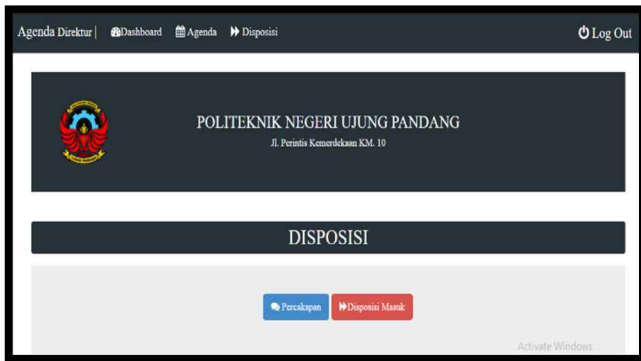 Agenda Direktur | Dashboard Agenda Disposisi Log Out
POLITEKNIK NEGERI UJUNG PANDANG
Jl. Perintis Kemerdekaan KM. 10
DISPOSISI
Percakapan Disposisi Masuk
Activate Windows